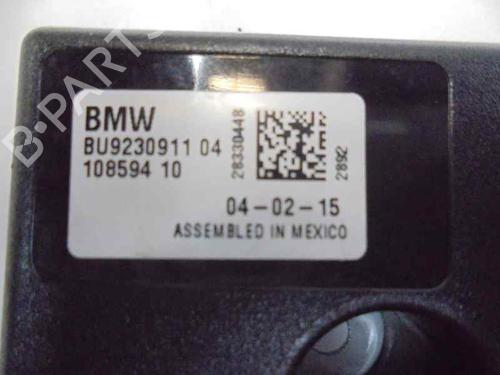 B-PARTS
BMW
BU9230911 04
108594 10
28330448
2892
04-02-15
ASSEMBLED IN MEXICO